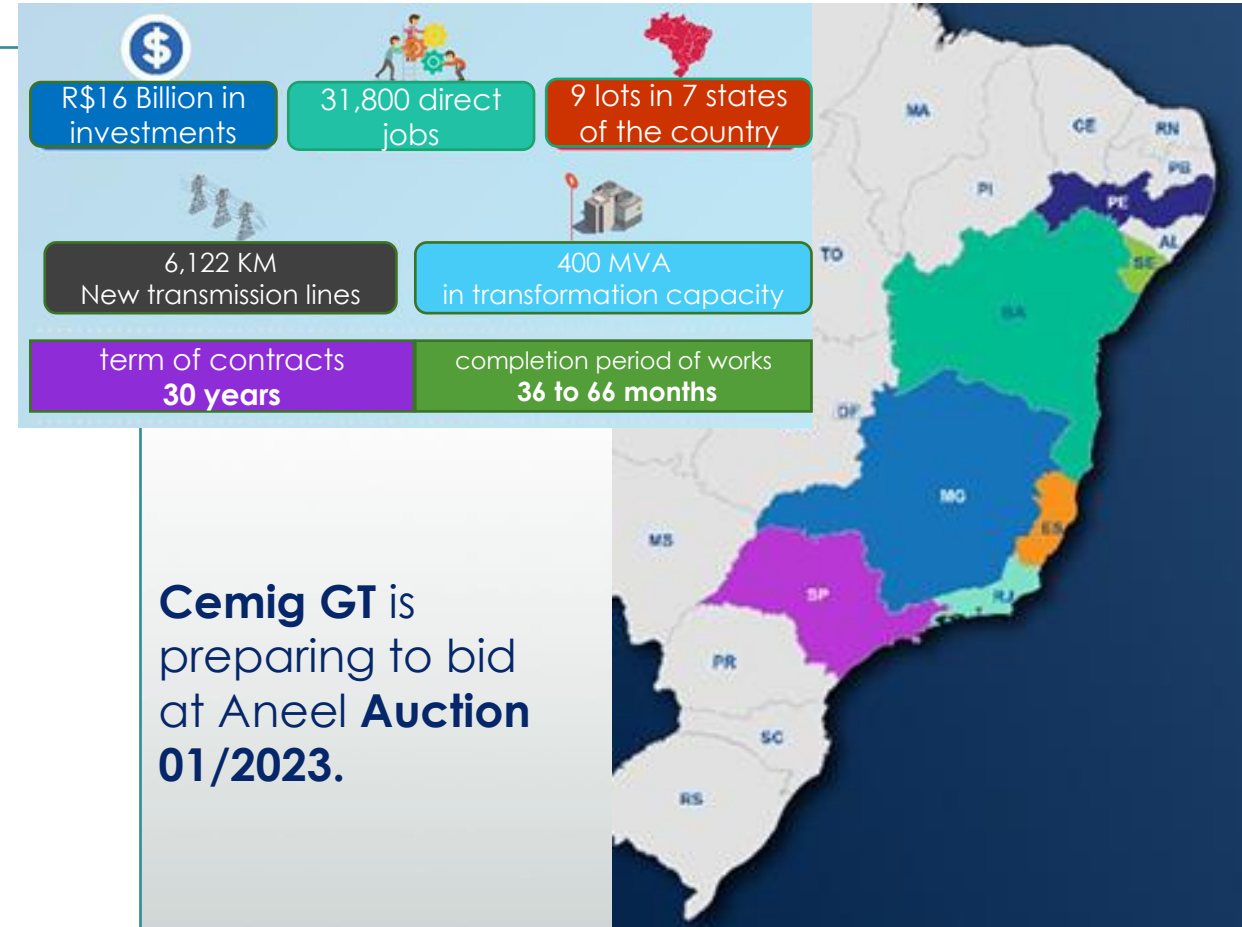 $
R$16 Billion in
investments
31,800 direct
jobs
9 lots in 7 states
of the country
6,122 KM
New transmission lines
400 MVA
in transformation capacity
term of contracts
30 years
completion period of works
36 to 66 months
Cemig GT is
preparing to bid
at Aneel Auction
01/2023.
MA
CE
RN
PB
PI
PE
AL
SE
TO
BA
DF
MG
ES
MS
SP
RJ
PR
SC
RS